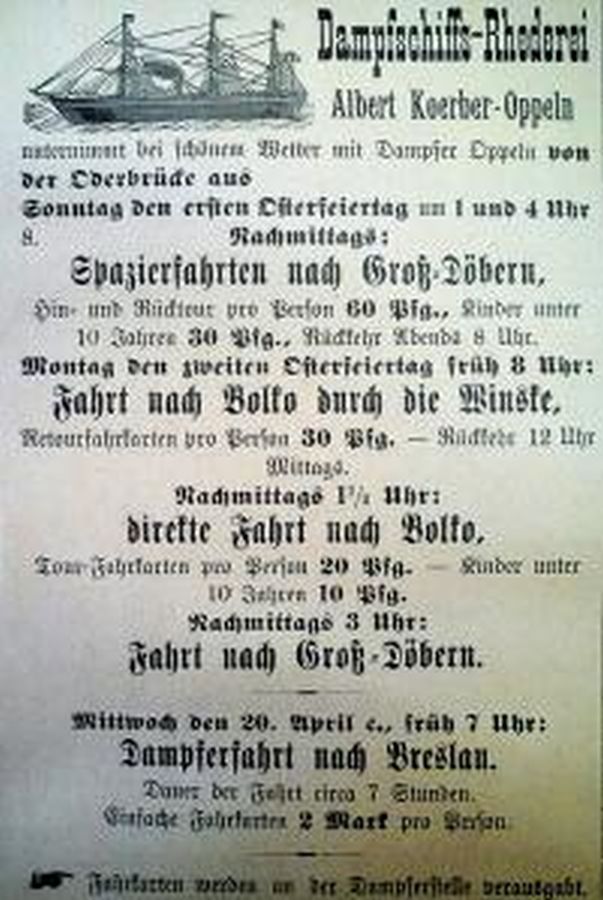 Dampfschiffs-Rhederei
Albert Koerber-Oppeln
unternimmt bei schönem Wetter mit Dampfer Oppeln von
der Oderbrücke aus
Sonntag den ersten Osterfeiertag um 1 und 4 Uhr
Nachmittags:
Spazierfahrten nach Groß-Döbern,
Hin- und Rücktour pro Person 60 Pfg., Kinder unter
10 Jahren 30 Pfg., Rückkehr Abends 8 Uhr.
Montag den zweiten Osterfeiertag früh 8 Uhr:
Fahrt nach Bolko durch die Winske,
Retourfahrkarten pro Person 30 Pfg. — Rückkehr 12 Uhr
Mittags.
Nachmittags 1½ Uhr:
direkte Fahrt nach Bolko,
Tour-Fahrkarten pro Person 20 Pfg. — Kinder unter
10 Jahren 10 Pfg.
Nachmittags 3 Uhr:
Fahrt nach Groß-Döbern.
Mittwoch den 20. April c., früh 7 Uhr:
Dampferfahrt nach Breslau.
Dauer der Fahrt circa 7 Stunden.
Einfache Fahrkarten 2 Mark pro Person.
Fahrkarten werden an der Dampferstelle verausgabt.